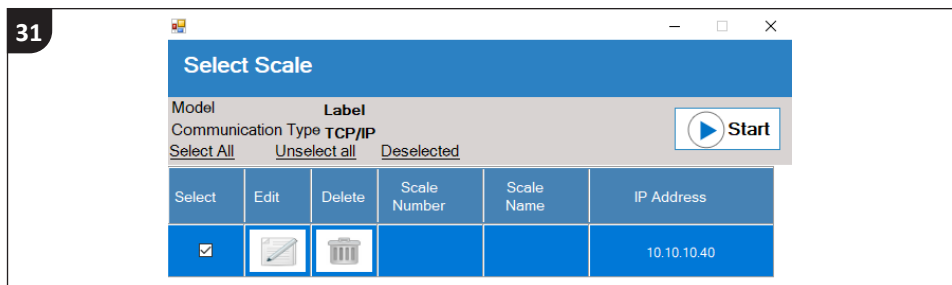 31
Select Scale
Model Label
Communication Type TCP/IP
Select All Unselect all Deselected
Start
Select Edit Delete Scale Number Scale Name IP Address
10.10.10.40